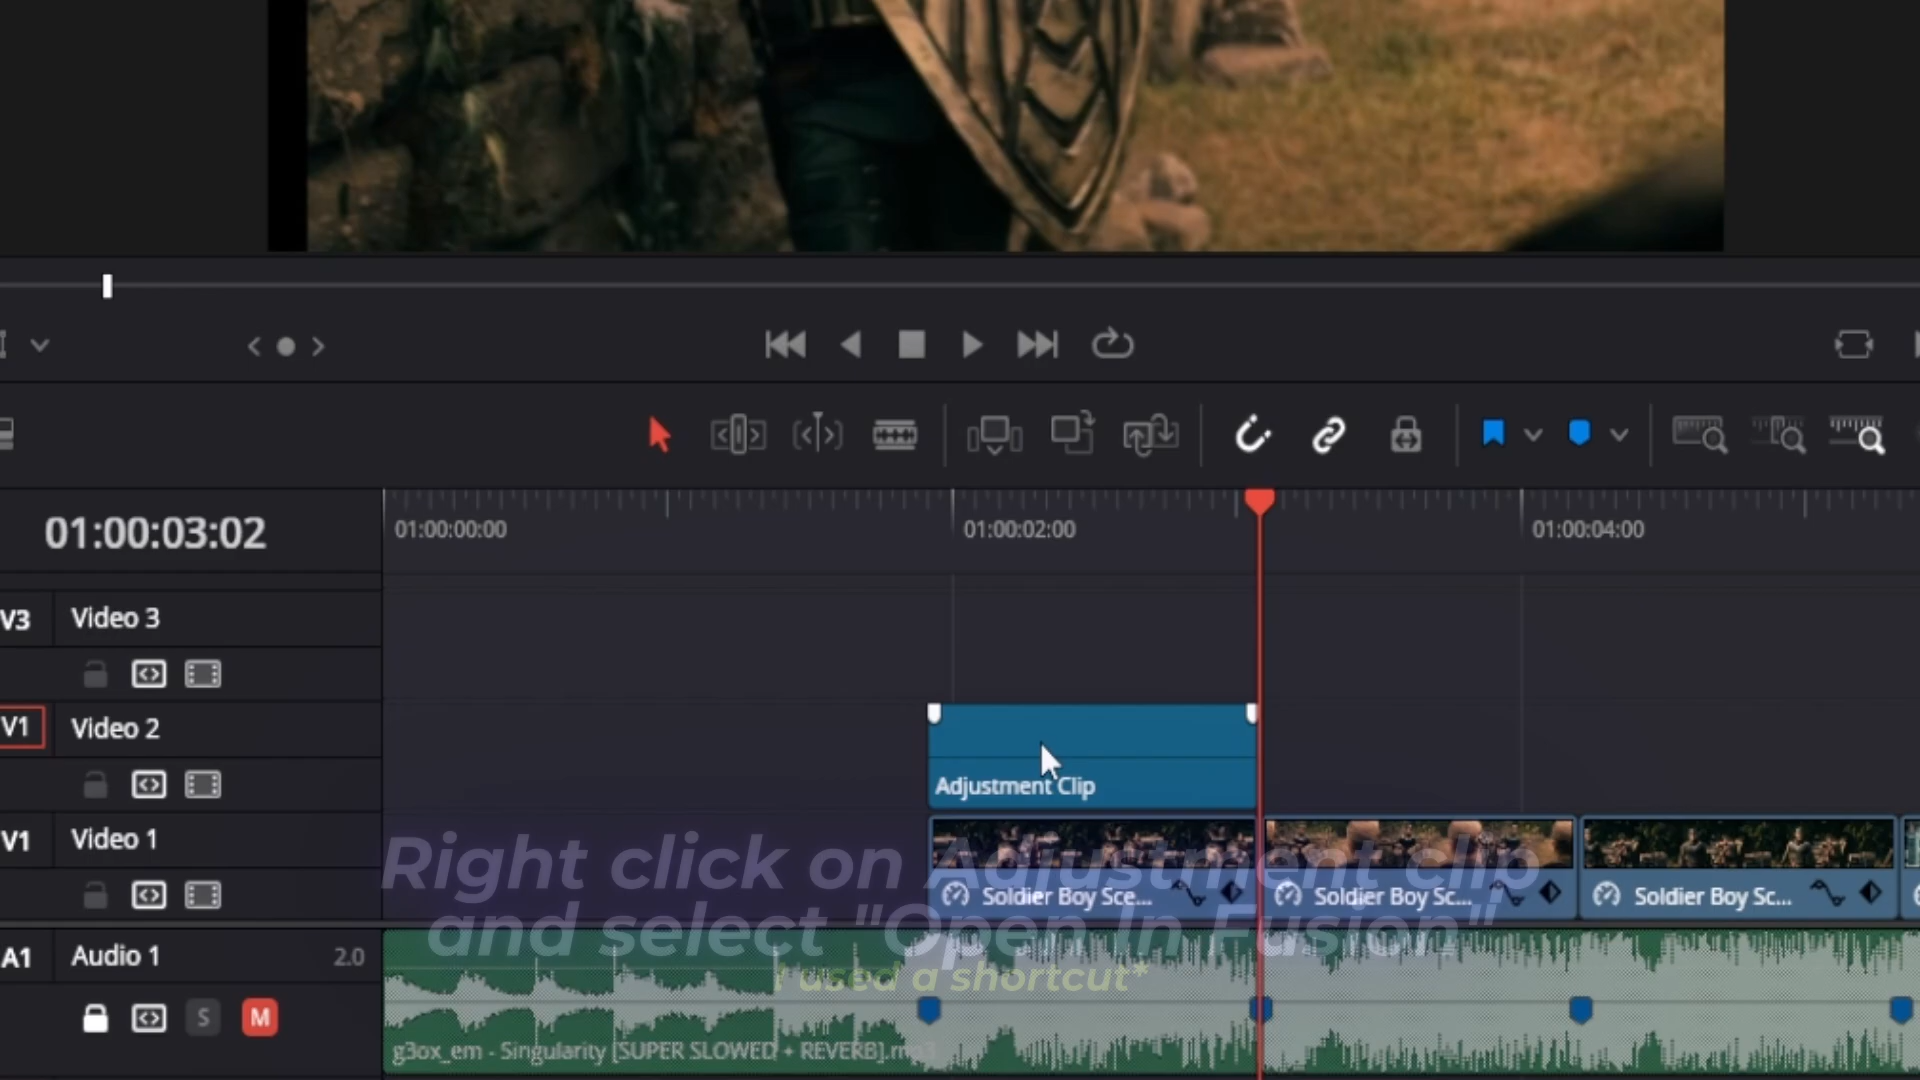 01:00:03:02
01:00:00:00
01:00:02:00
01:00:04:00
V3 Video 3
V1 Video 2
Adjustment Clip
V1 Video 1
Right click on Adjustment clip
Soldier Boy Sce...
Soldier Boy Sc...
Soldier Boy Sc...
and select "Open In Fusion"
A1 Audio 1 2.0
I used a shortcut*
S M
g3ox_em - Singularity [SUPER SLOWED + REVERB].mp3